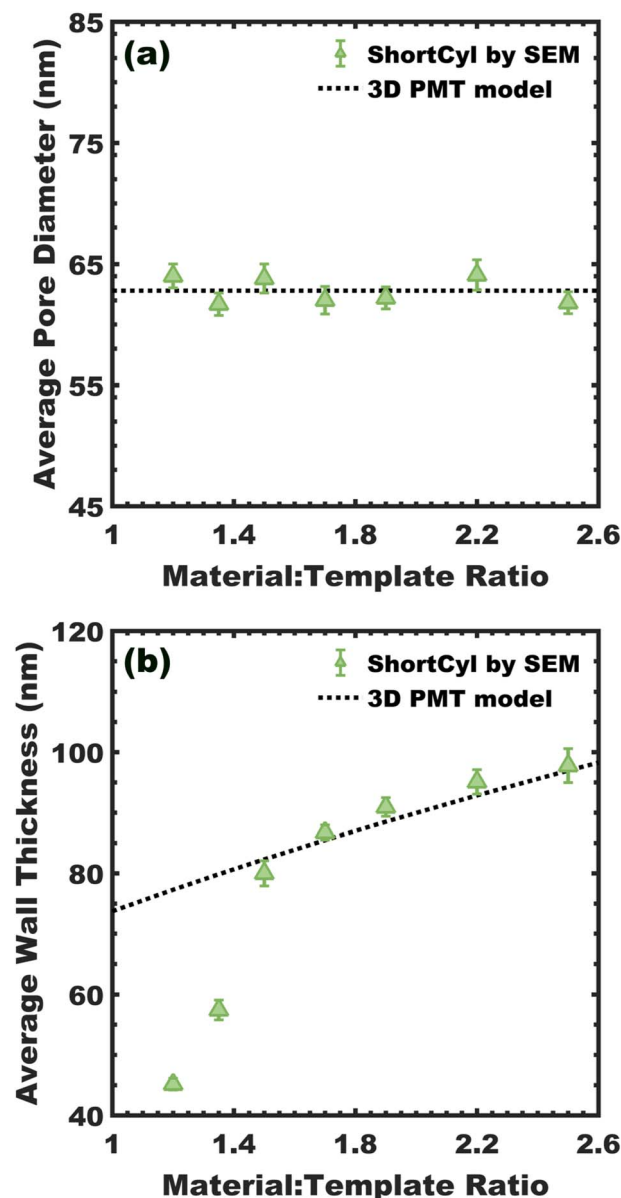 (a)
ShortCyl by SEM
3D PMT model
Average Pore Diameter (nm)
85
75
65
55
45
1 1.4 1.8 2.2 2.6
Material:Template Ratio
(b)
ShortCyl by SEM
3D PMT model
Average Wall Thickness (nm)
120
100
80
60
40
1 1.4 1.8 2.2 2.6
Material:Template Ratio